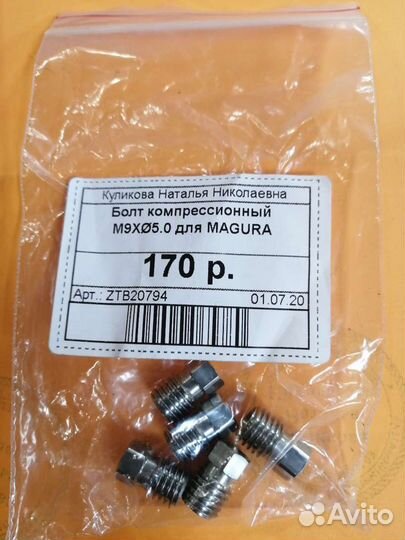 Куликова Наталья Николаевна
Болт компрессионный
M9XØ5.0 для MAGURA
170 р.
Арт.: ZTB20794 01.07.20
Avito